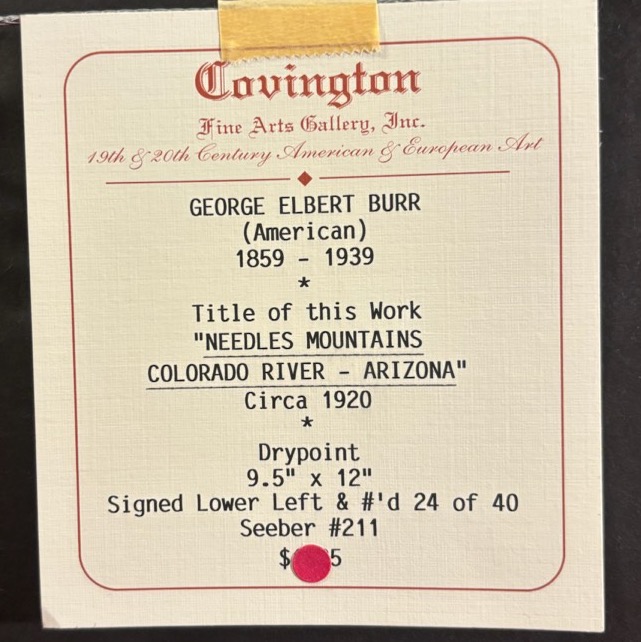 Covington
Fine Arts Gallery, Inc.
19th & 20th Century American & European Art
GEORGE ELBERT BURR
(American)
1859 - 1939
*
Title of this Work
"NEEDLES MOUNTAINS
COLORADO RIVER - ARIZONA"
Circa 1920
*
Drypoint
9.5" x 12"
Signed Lower Left & #'d 24 of 40
Seeber #211